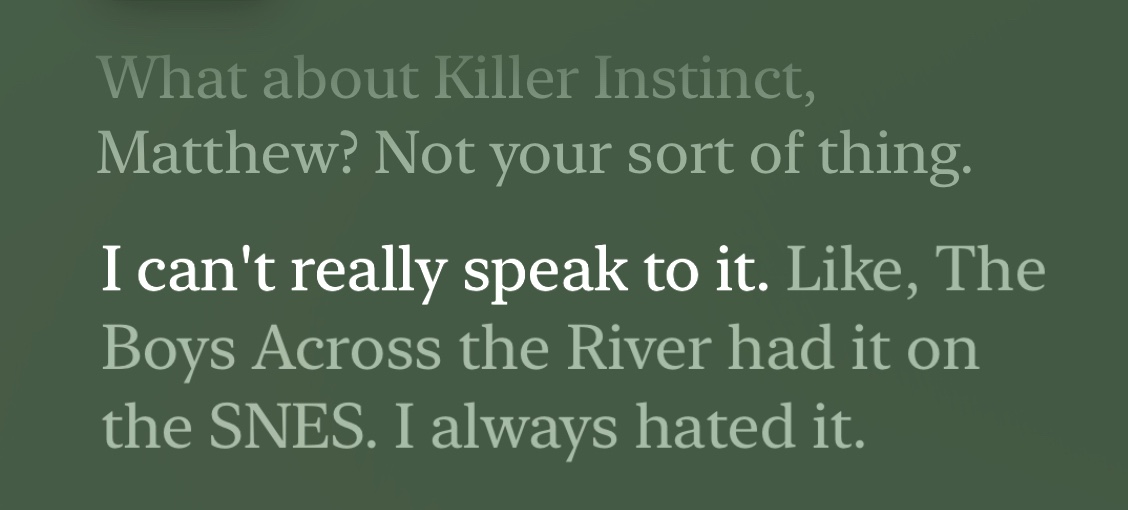 What about Killer Instinct,
Matthew? Not your sort of thing.
I can't really speak to it. Like, The
Boys Across the River had it on
the SNES. I always hated it.